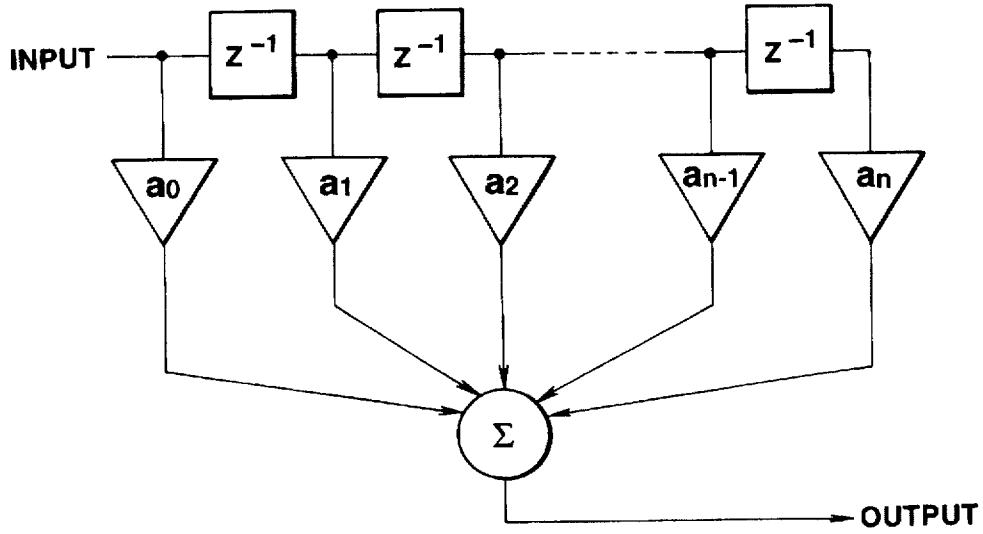 INPUT z⁻¹ z⁻¹ z⁻¹
a₀ a₁ a₂ aₙ₋₁ aₙ
Σ
OUTPUT